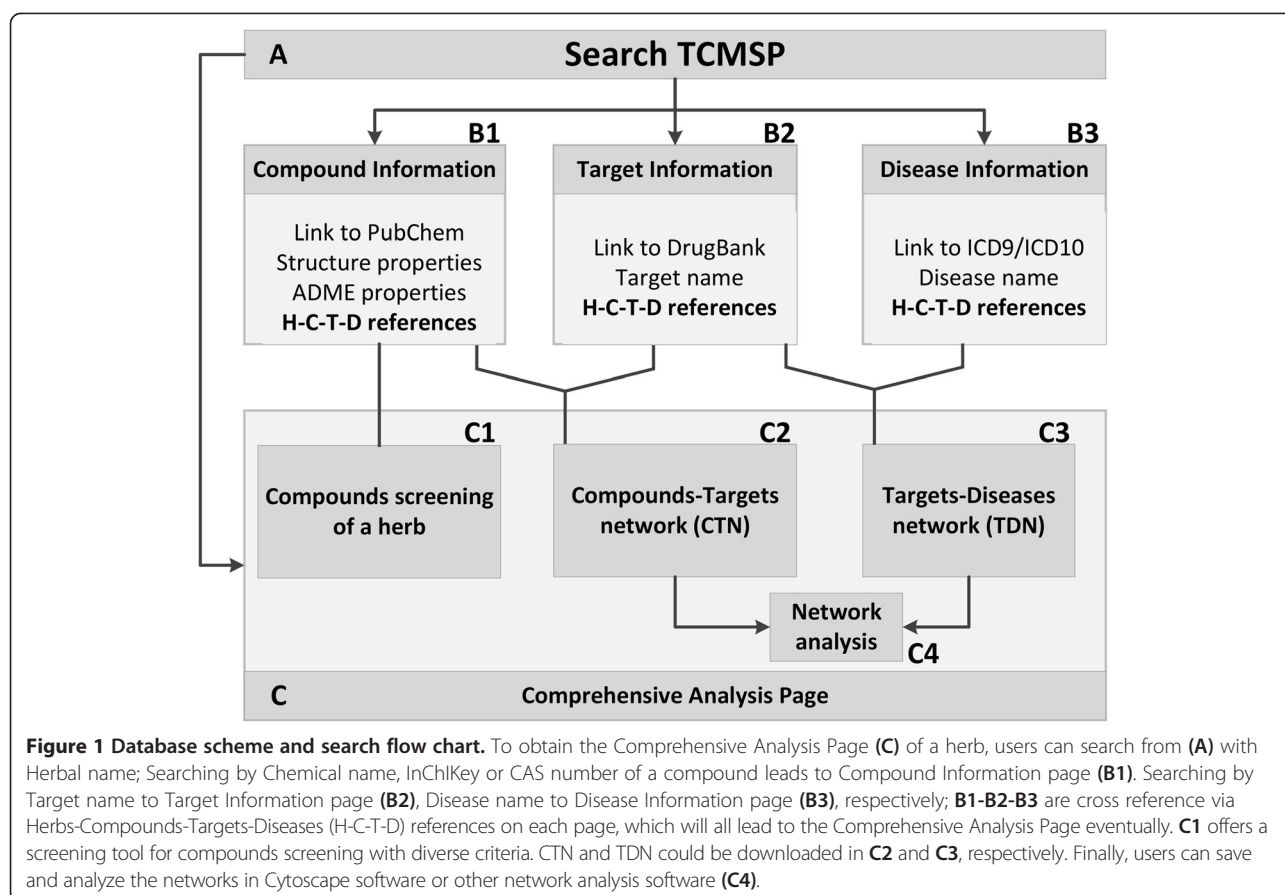 A
Search TCMSP
B1
B2
B3
Compound Information
Target Information
Disease Information
Link to PubChem
Structure properties
ADME properties
H-C-T-D references
Link to DrugBank
Target name
H-C-T-D references
Link to ICD9/ICD10
Disease name
H-C-T-D references
C1
C2
C3
Compounds screening
of a herb
Compounds-Targets
network (CTN)
Targets-Diseases
network (TDN)
Network
analysis
C4
C
Comprehensive Analysis Page
Figure 1 Database scheme and search flow chart. To obtain the Comprehensive Analysis Page (C) of a herb, users can search from (A) with
Herbal name; Searching by Chemical name, InChIKey or CAS number of a compound leads to Compound Information page (B1). Searching by
Target name to Target Information page (B2), Disease name to Disease Information page (B3), respectively; B1-B2-B3 are cross reference via
Herbs-Compounds-Targets-Diseases (H-C-T-D) references on each page, which will all lead to the Comprehensive Analysis Page eventually. C1 offers a
screening tool for compounds screening with diverse criteria. CTN and TDN could be downloaded in C2 and C3, respectively. Finally, users can save
and analyze the networks in Cytoscape software or other network analysis software (C4).